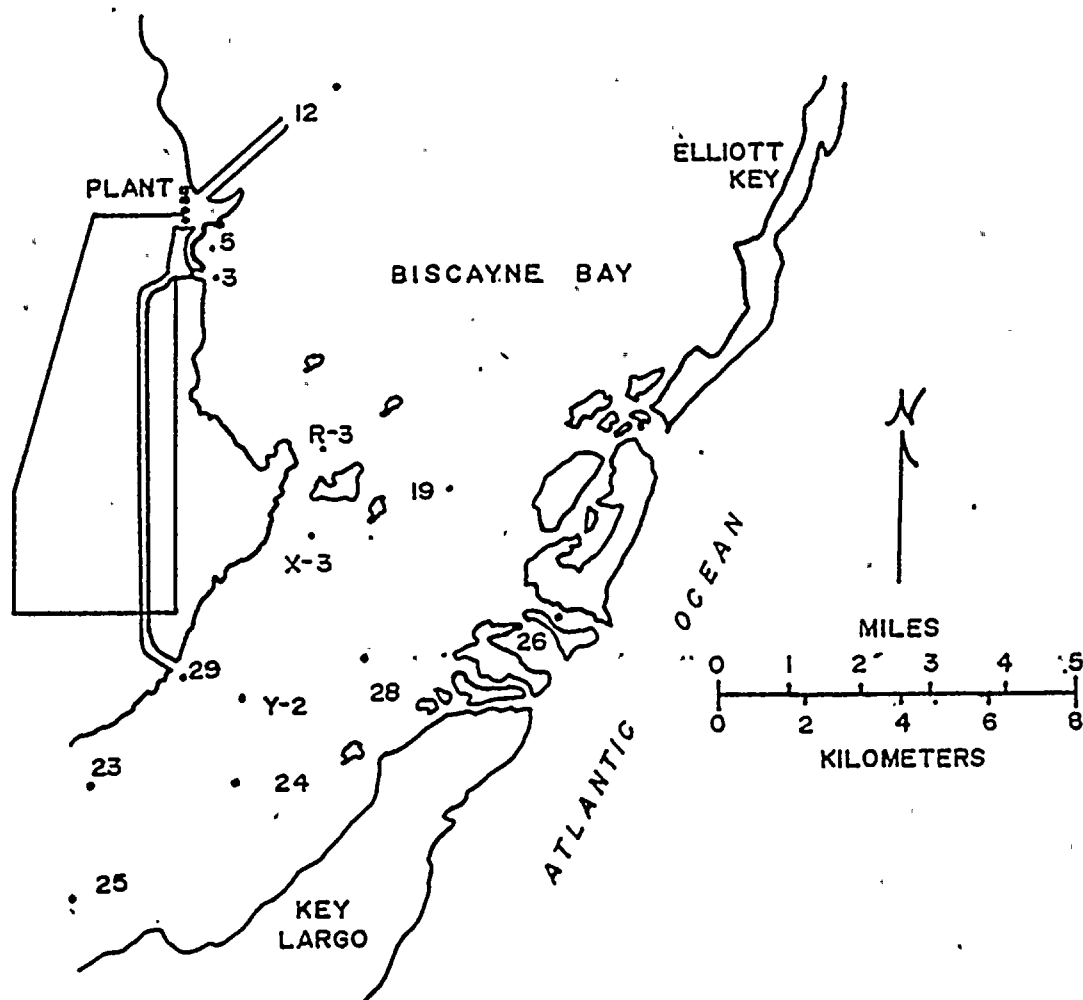 12
ELLIOTT
KEY
PLANT
5
3
BISCAYNE BAY
R-3
19
X-3
N
OCEAN
26
MILES
0 1 2 3 4 5
29
28
Y-2
0 2 4 6 8
KILOMETERS
23
24
ATLANTIC
25
KEY
LARGO